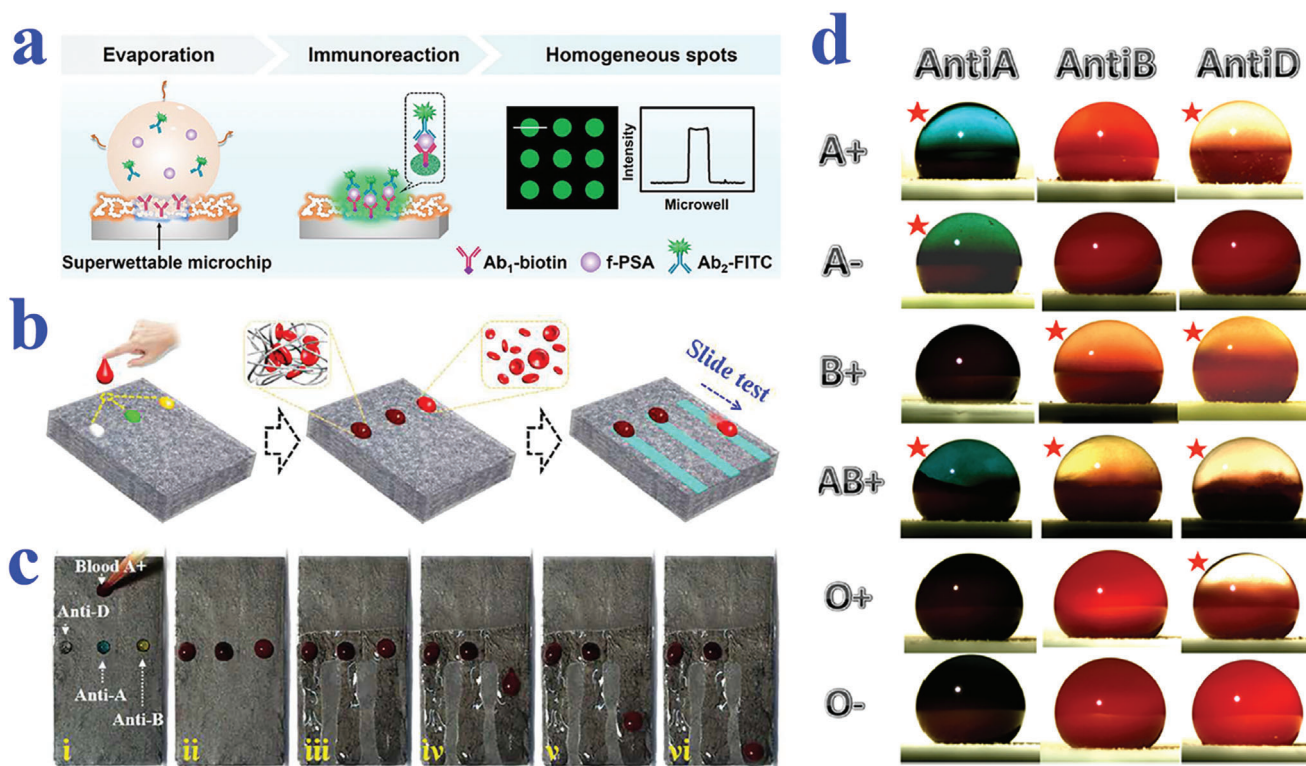 a
Evaporation
Immunoreaction
Homogeneous spots
Intensity
Microwell
Superwettable microchip
Ab₁-biotin
f-PSA
Ab₂-FITC
b
Slide test
c
Blood A+
Anti-D
Anti-A
Anti-B
i
ii
iii
iv
v
vi
d
AntiA AntiB AntiD
A+
A-
B+
AB+
O+
O-